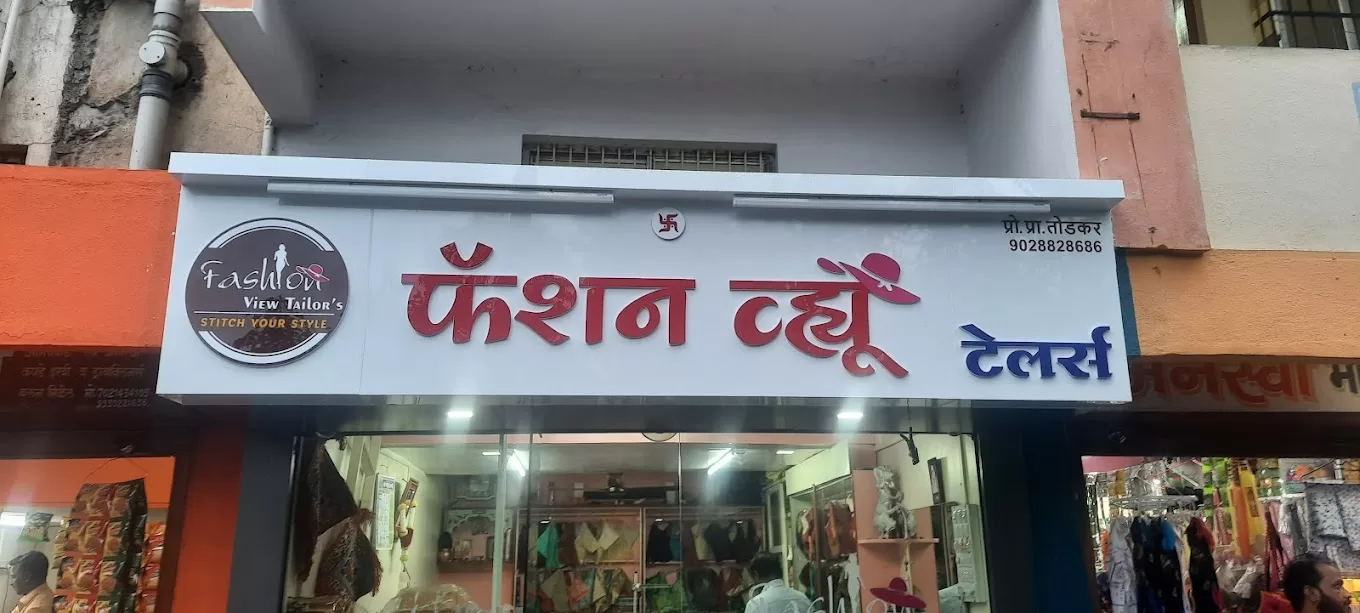 Fashion
VIEW TAILOR'S
STITCH YOUR STYLE
फॅशन व्ह्यूँ
टेलर्स
प्रो.प्रा.तोडकर
9028828686